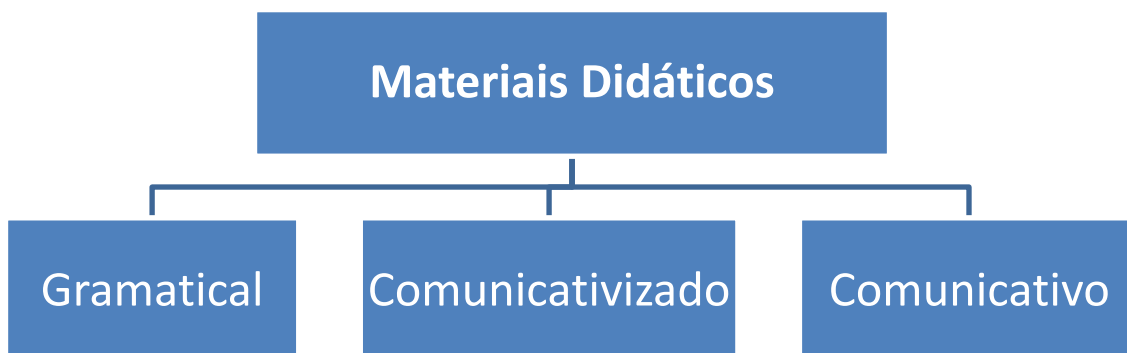 Materiais Didáticos
Gramatical
Comunicativizado
Comunicativo